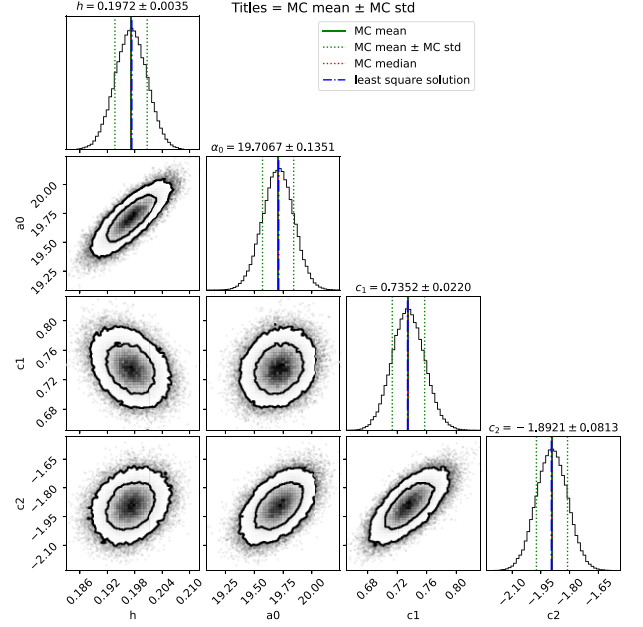 h = 0.1972 ± 0.0035
Titles = MC mean ± MC std
MC mean
MC mean ± MC std
MC median
least square solution
α₀ = 19.7067 ± 0.1351
a0
20.00
19.75
19.50
19.25
c₁ = 0.7352 ± 0.0220
c1
0.80
0.76
0.72
0.68
c₂ = −1.8921 ± 0.0813
c2
−1.65
−1.80
−1.95
−2.10
0.186 0.192 0.198 0.204 0.210
19.25 19.50 19.75 20.00
0.68 0.72 0.76 0.80
−2.10 −1.95 −1.80 −1.65
h a0 c1 c2